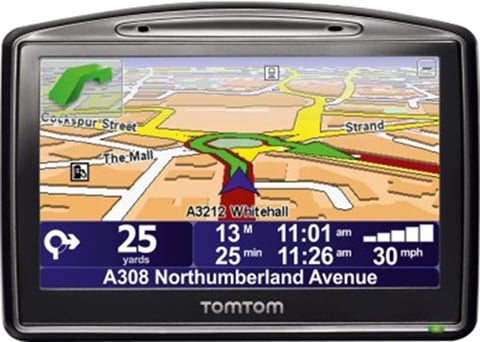 Cockspur Street
Strand
The Mall
A3212 Whitehall
25 yards
13 M 11:01 am
25 min 11:26 am 30 mph
A308 Northumberland Avenue
TOMTOM